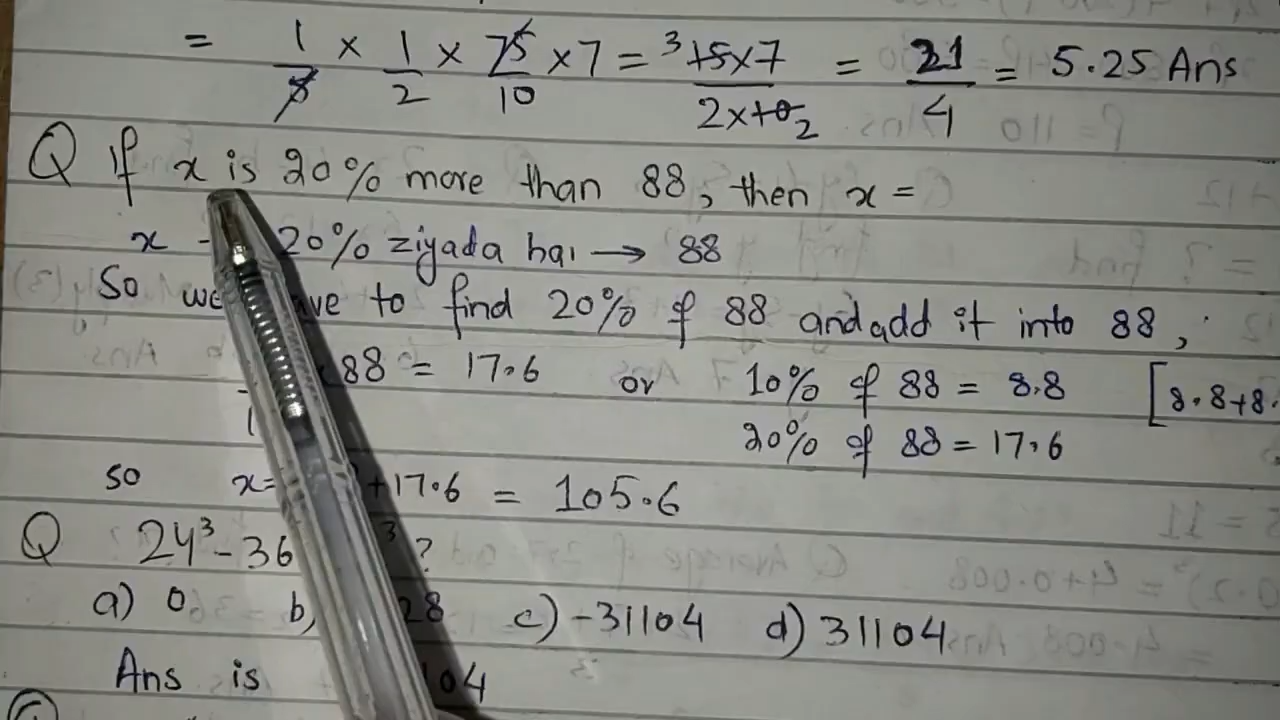 = 1/8 × 1/2 × 75/10 × 7 = 3 15×7 / 2×10 2 = 21/4 = 5.25 Ans
Q If x is 20% more than 88, then x =
x 20% ziyada hai → 88
So we have to find 20% of 88 and add it into 88,
88 = 17.6 or 10% of 88 = 8.8 [8.8+8.
20% of 88 = 17.6
so x= +17.6 = 105.6
Q 24³-36 ³ ?
a) 0 b) 28 c) -31104 d) 31104
Ans is 104